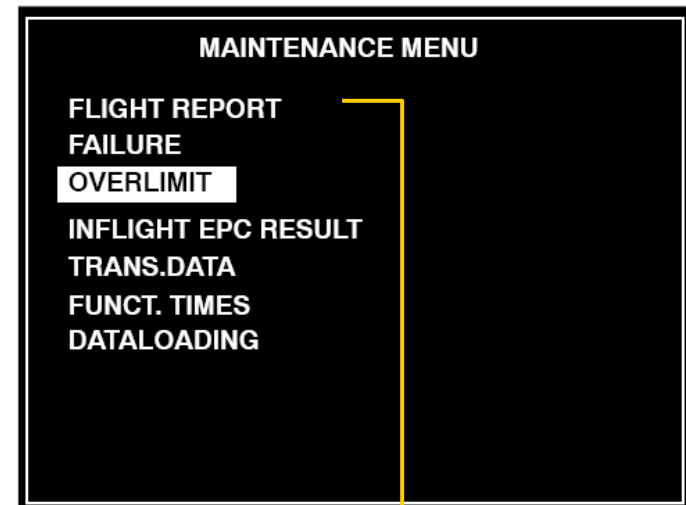 MAINTENANCE MENU
FLIGHT REPORT
FAILURE
OVERLIMIT
INFLIGHT EPC RESULT
TRANS.DATA
FUNCT. TIMES
DATALOADING